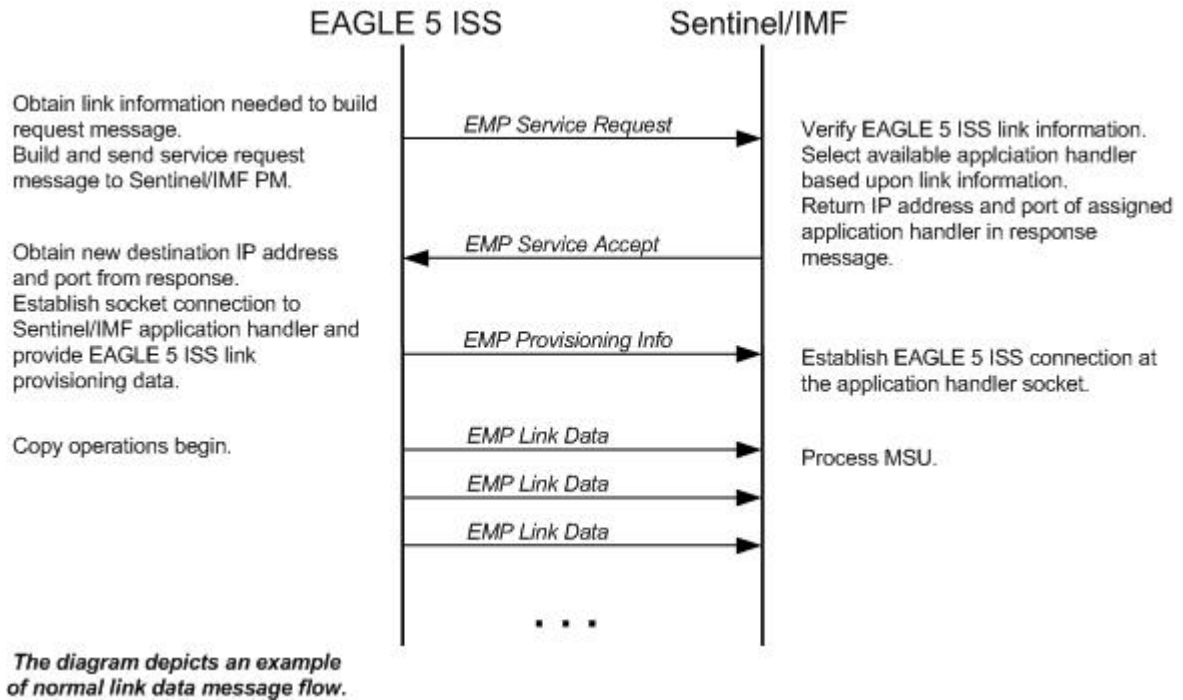 EAGLE 5 ISS
Sentinel/IMF
Obtain link information needed to build
request message.
Build and send service request
message to Sentinel/IMF PM.
EMP Service Request
Verify EAGLE 5 ISS link information.
Select available applciation handler
based upon link information.
Return IP address and port of assigned
application handler in response
message.
EMP Service Accept
Obtain new destination IP address
and port from response.
Establish socket connection to
Sentinel/IMF application handler and
provide EAGLE 5 ISS link
provisioning data.
EMP Provisioning Info
Establish EAGLE 5 ISS connection at
the application handler socket.
Copy operations begin.
EMP Link Data
Process MSU.
EMP Link Data
EMP Link Data
. . .
The diagram depicts an example
of normal link data message flow.